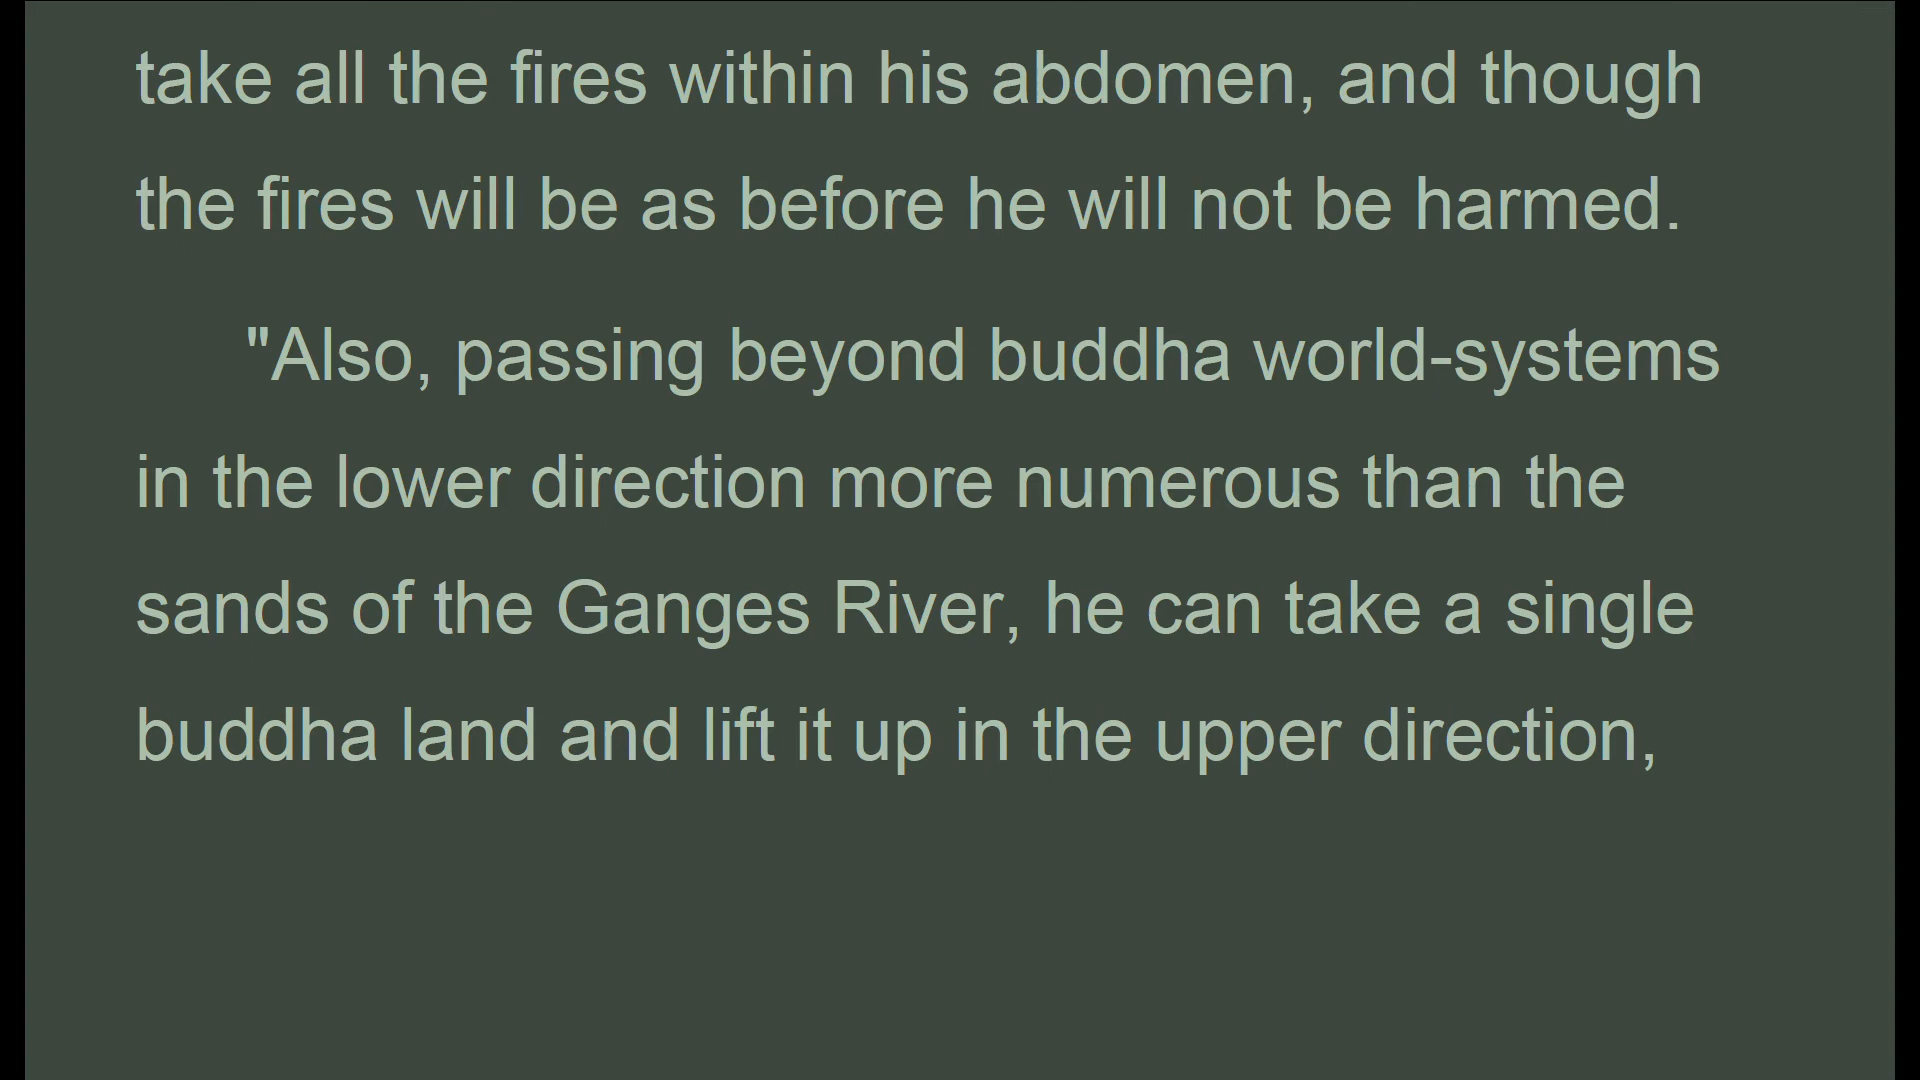 take all the fires within his abdomen, and though
the fires will be as before he will not be harmed.
"Also, passing beyond buddha world-systems
in the lower direction more numerous than the
sands of the Ganges River, he can take a single
buddha land and lift it up in the upper direction,